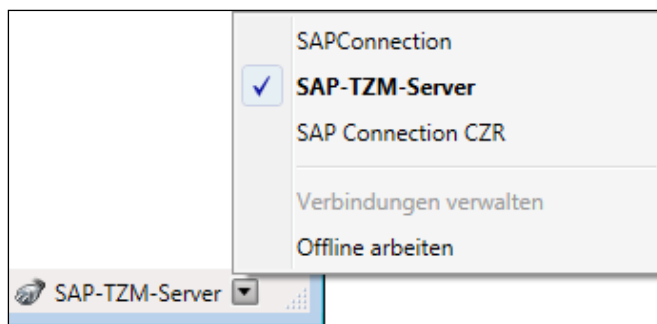 SAPConnection
SAP-TZM-Server
SAP Connection CZR
Verbindungen verwalten
Offline arbeiten
SAP-TZM-Server